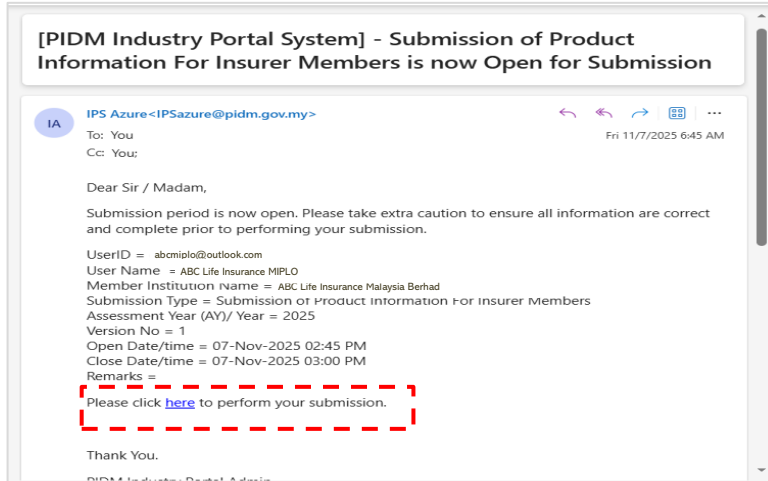 [PIDM Industry Portal System] - Submission of Product
Information For Insurer Members is now Open for Submission
IA
IPS Azure<IPSazure@pidm.gov.my>
To: You
Fri 11/7/2025 6:45 AM
Cc: You;
Dear Sir / Madam,
Submission period is now open. Please take extra caution to ensure all information are correct
and complete prior to performing your submission.
UserID = abcmiplo@outlook.com
User Name = ABC Life Insurance MIPLO
Member Institution Name = ABC Life Insurance Malaysia Berhad
Submission Type = Submission of Product Information For Insurer Members
Assessment Year (AY)/ Year = 2025
Version No = 1
Open Date/time = 07-Nov-2025 02:45 PM
Close Date/time = 07-Nov-2025 03:00 PM
Remarks =
Please click here to perform your submission.
Thank You.
PIDM Industry Portal Admin